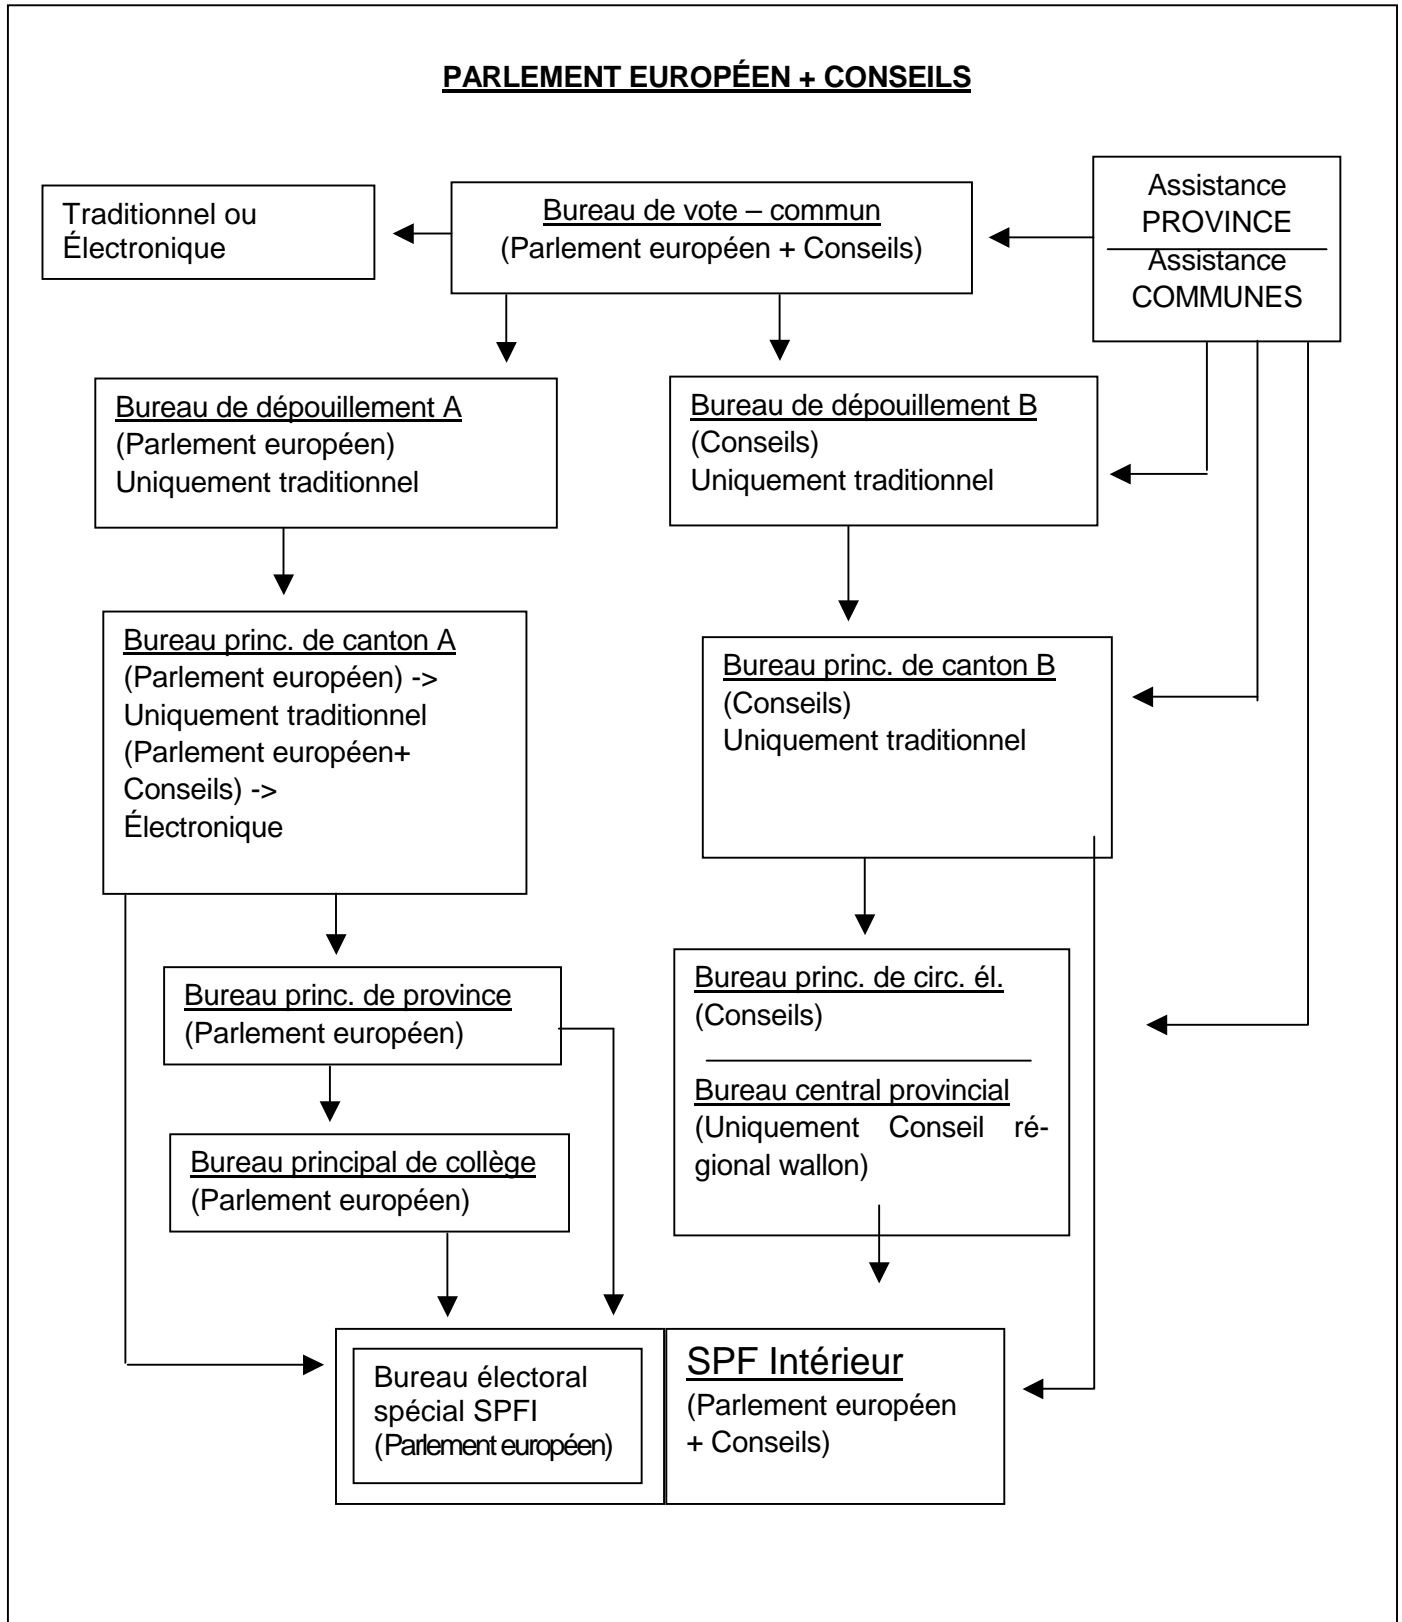 PARLEMENT EUROPÉEN + CONSEILS
Traditionnel ou
Électronique
Bureau de vote – commun
(Parlement européen + Conseils)
Assistance
PROVINCE
Assistance
COMMUNES
Bureau de dépouillement A
(Parlement européen)
Uniquement traditionnel
Bureau de dépouillement B
(Conseils)
Uniquement traditionnel
Bureau princ. de canton A
(Parlement européen) ->
Uniquement traditionnel
(Parlement européen+
Conseils) ->
Électronique
Bureau princ. de canton B
(Conseils)
Uniquement traditionnel
Bureau princ. de province
(Parlement européen)
Bureau princ. de circ. él.
(Conseils)
Bureau central provincial
(Uniquement Conseil ré-
gional wallon)
Bureau principal de collège
(Parlement européen)
Bureau électoral
spécial SPFI
(Parlement européen)
SPF Intérieur
(Parlement européen
+ Conseils)